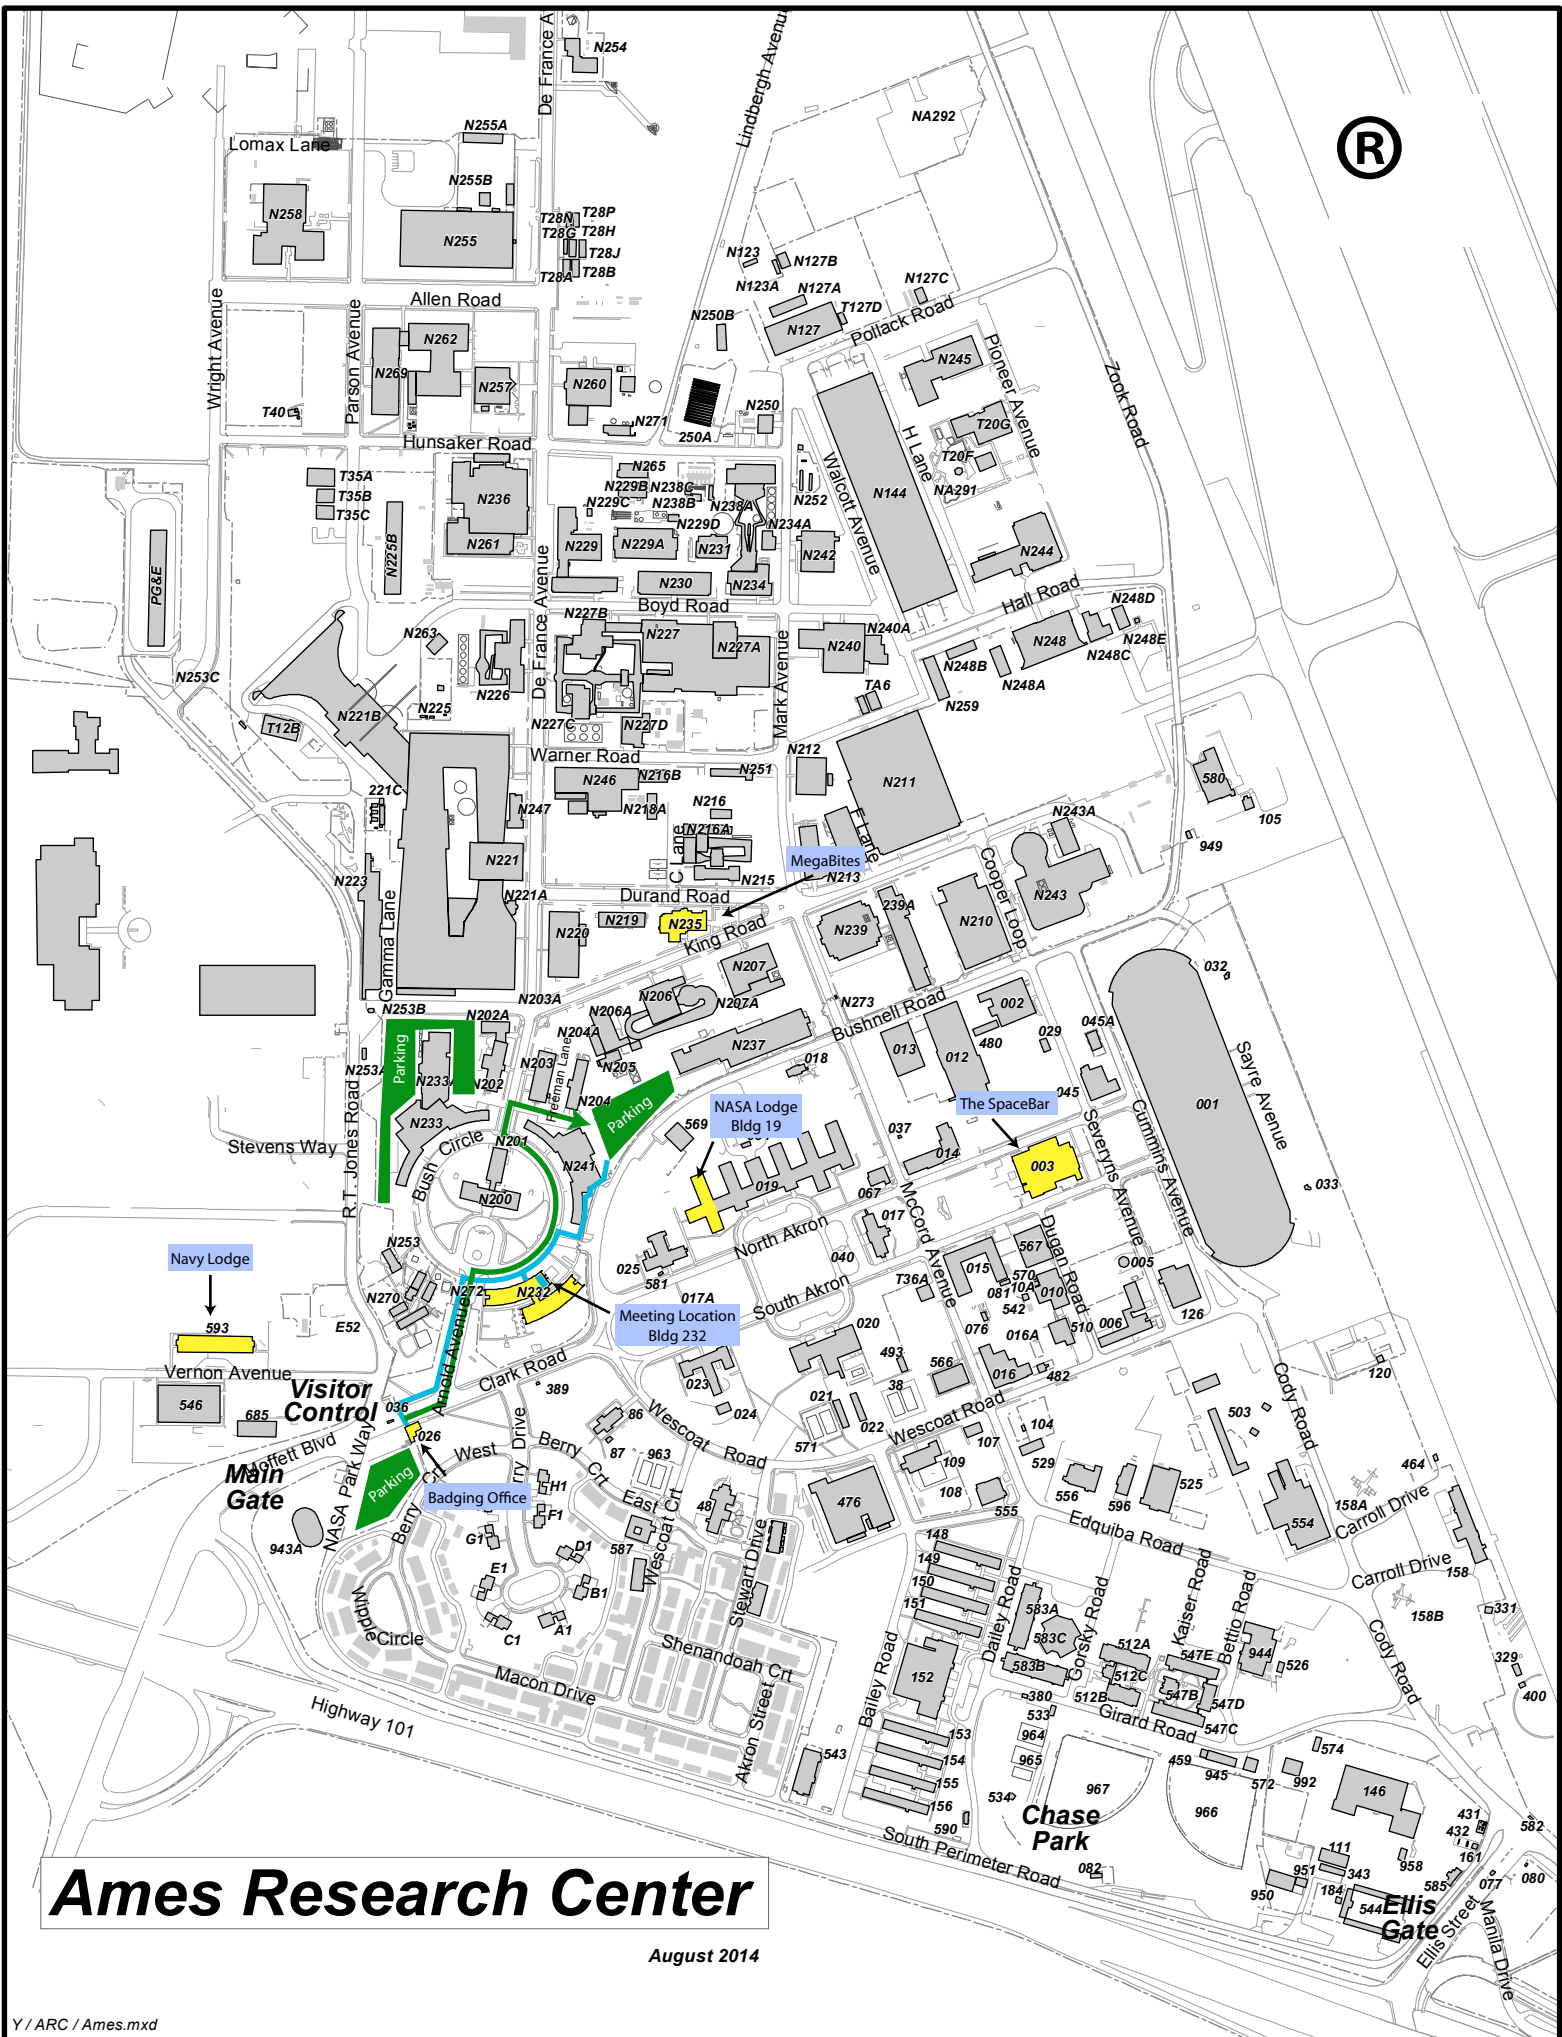 N254
De France A
Lindbergh Avenue
NA292
®
N255A
Lomax Lane
N255B
N258
N255
T28N
T28P
T28G
T28H
T28J
T28A
T28B
N123
N127B
N123A
N127A
N127C
T127D
Allen Road
N250B
N127
Pollack Road
Wright Avenue
Parson Avenue
N262
N269
N257
N260
N245
Pioneer Avenue
Zook Road
T40
N271
N250
250A
T20G
Hunsaker Road
H Lane
T20F
Walcott Avenue
N144
NA291
T35A
T35B
T35C
N236
N265
N229B
N238C
N229C
N238B
N238A
N252
N229D
N234A
N225B
N261
N229
N229A
N231
N242
N244
PG&E
De France Avenue
N230
N234
Boyd Road
Hall Road
N248D
N227B
N263
N227
N227A
N240A
N240
N248
N248E
N248C
N248B
N248A
N253C
N226
Mark Avenue
TA6
N259
N225
N221B
T12B
N227C
N227D
Warner Road
N212
N246
N216B
N251
N211
580
221C
N247
N218A
N216
N243A
105
N216A
F Lane
949
C Lane
MegaBites
N221
N223
N215
N213
Cooper Loop
N221A
Durand Road
239A
N243
N219
N235
N220
King Road
N239
N210
Gamma Lane
N207
032
N203A
N206
N207A
N273
Bushnell Road
N253B
N202A
N206A
002
N204A
029
045A
480
Parking
N237
013
012
018
N203
Sayre Avenue
N253A
N233A
N202
N205
Freeman Lane
N204
Parking
NASA Lodge
Bldg 19
The SpaceBar
045
001
R.T. Jones Road
N233
569
037
Severyns Avenue
Cummins Avenue
Stevens Way
Bush Circle
N201
N241
014
003
N200
019
067
033
McCord Avenue
017
North Akron
Dugan Road
567
N253
040
005
Navy Lodge
025
015
581
N272
N232
017A
T36A
South Akron
570
10A
081
010
N270
542
126
E52
593
Meeting Location
Bldg 232
020
076
016A
510
006
Arnold Avenue
493
Vernon Avenue
Clark Road
566
016
482
120
Visitor
Control
023
389
38
Cody Road
546
036
024
021
685
022
503
Moffett Blvd
026
86
Wescoat Road
Wescoat Road
104
571
107
87
963
529
109
464
Main
Gate
NASA Park Way
Parking
West
Berry Crt
Badging Office
Berry Crt
East
H1
108
556
596
525
158A
F1
48
476
555
554
Carroll Drive
943A
G1
587
Wescoat Crt
Edquiba Road
D1
Stewart Drive
148
149
E1
B1
150
Carroll Drive
158
151
Dailey Road
583A
Gorsky Road
Kaiser Road
Bettio Road
158B
331
Wipple
Circle
C1
A1
Shenandoah Crt
583C
512A
547E
944
583B
512C
526
Cody Road
329
Macon Drive
Bailey Road
152
380
512B
547B
547D
400
Highway 101
Akron Street
533
Girard Road
547C
964
153
543
965
154
459
945
574
572
992
155
967
534
146
966
156
Chase
Park
590
431
582
432
South Perimeter Road
161
111
958
082
951
343
585
077
080
950
184
544
Ellis
Gate
Ellis Street
Manila Drive
Ames Research Center
August 2014
Y / ARC / Ames.mxd